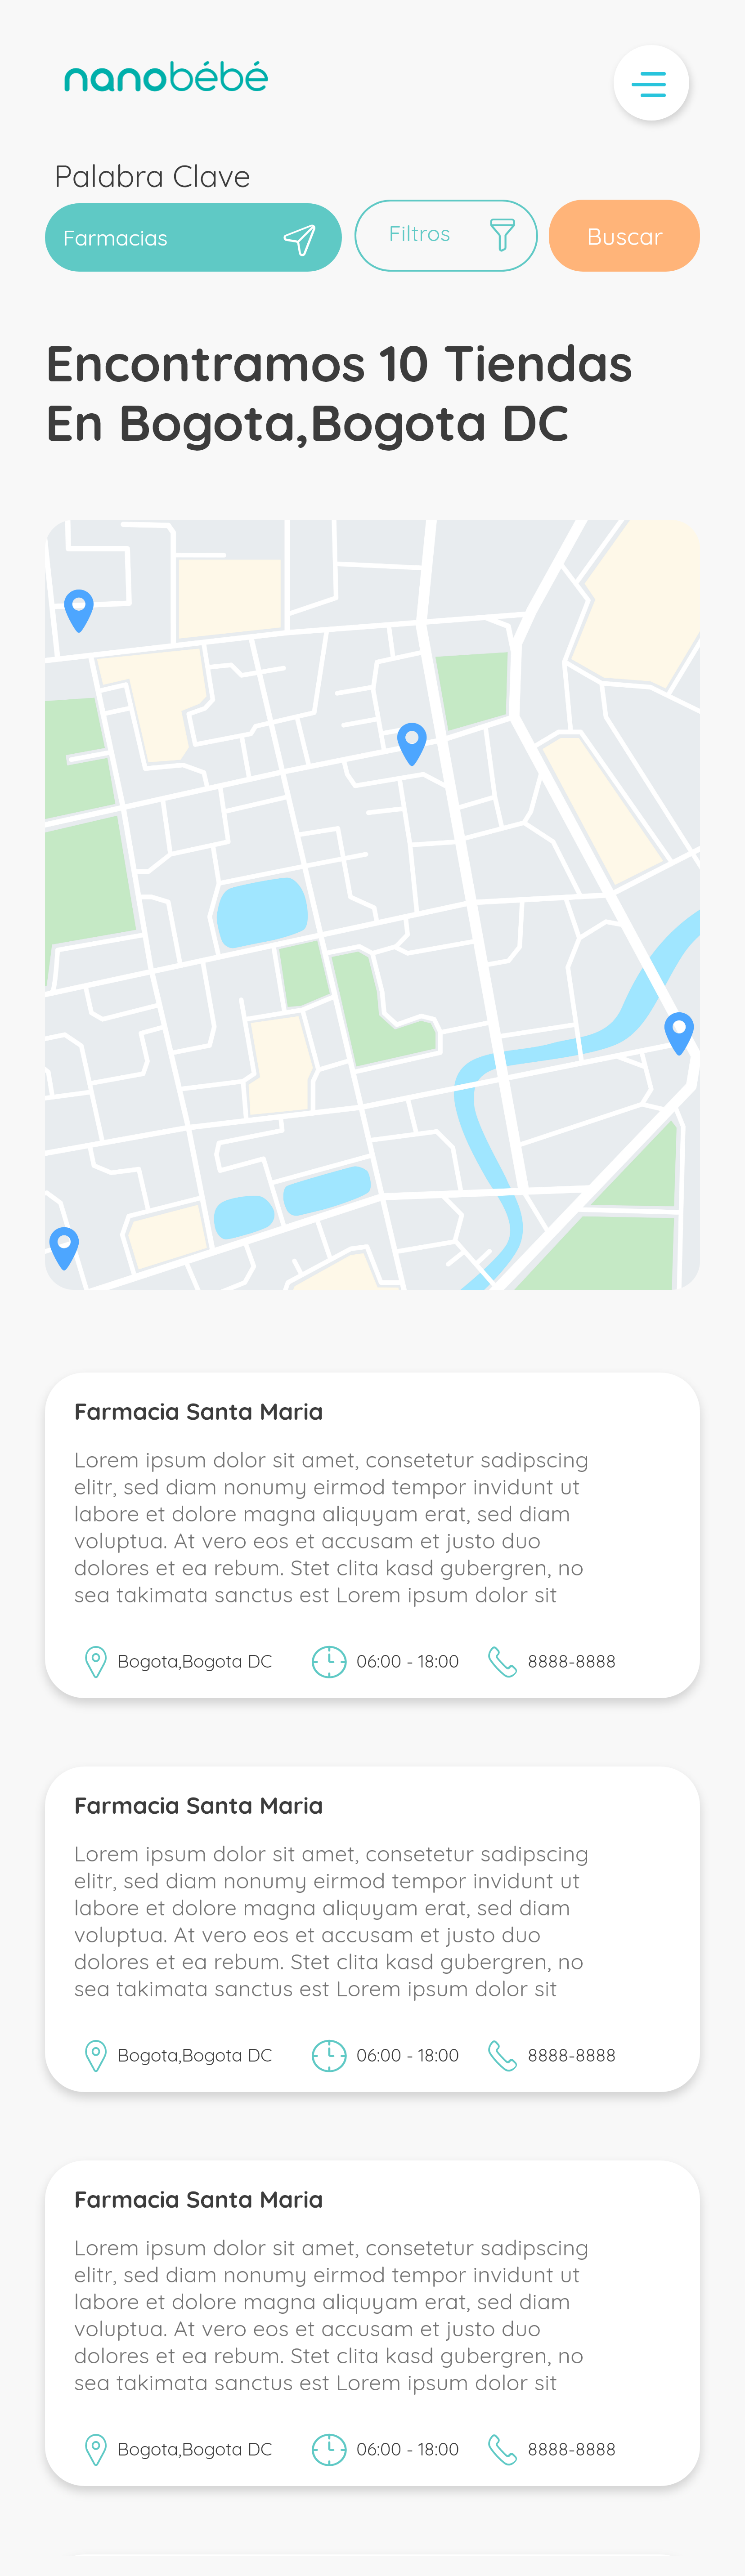 nanobébé
Palabra Clave
Farmacias
Filtros
Buscar
Encontramos 10 Tiendas
En Bogota,Bogota DC
Farmacia Santa Maria
Lorem ipsum dolor sit amet, consetetur sadipscing
elitr, sed diam nonumy eirmod tempor invidunt ut
labore et dolore magna aliquyam erat, sed diam
voluptua. At vero eos et accusam et justo duo
dolores et ea rebum. Stet clita kasd gubergren, no
sea takimata sanctus est Lorem ipsum dolor sit
Bogota,Bogota DC 06:00 - 18:00 8888-8888
Farmacia Santa Maria
Lorem ipsum dolor sit amet, consetetur sadipscing
elitr, sed diam nonumy eirmod tempor invidunt ut
labore et dolore magna aliquyam erat, sed diam
voluptua. At vero eos et accusam et justo duo
dolores et ea rebum. Stet clita kasd gubergren, no
sea takimata sanctus est Lorem ipsum dolor sit
Bogota,Bogota DC 06:00 - 18:00 8888-8888
Farmacia Santa Maria
Lorem ipsum dolor sit amet, consetetur sadipscing
elitr, sed diam nonumy eirmod tempor invidunt ut
labore et dolore magna aliquyam erat, sed diam
voluptua. At vero eos et accusam et justo duo
dolores et ea rebum. Stet clita kasd gubergren, no
sea takimata sanctus est Lorem ipsum dolor sit
Bogota,Bogota DC 06:00 - 18:00 8888-8888